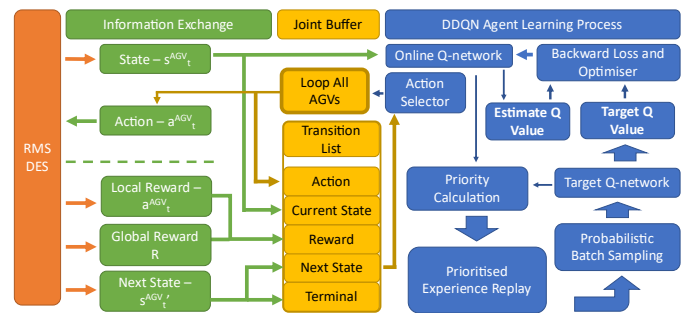 Information Exchange
Joint Buffer
DDQN Agent Learning Process
RMS
DES
State – s^AGV_t
Action – a^AGV_t
Local Reward –
a^AGV_t
Global Reward
R
Next State –
s^AGV_t'
Loop All
AGVs
Transition
List
Action
Current State
Reward
Next State
Terminal
Online Q-network
Backward Loss and
Optimiser
Action
Selector
Estimate Q
Value
Target Q
Value
Priority
Calculation
Target Q-network
Prioritised
Experience Replay
Probabilistic
Batch Sampling